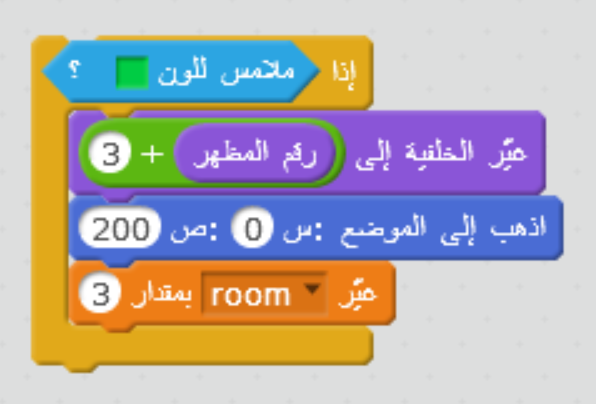 إذا ملامس للون ؟
غيّر الخلفية إلى رقم المظهر + 3
اذهب إلى الموضع س: 0 ص: 200
غيّر room بمقدار 3